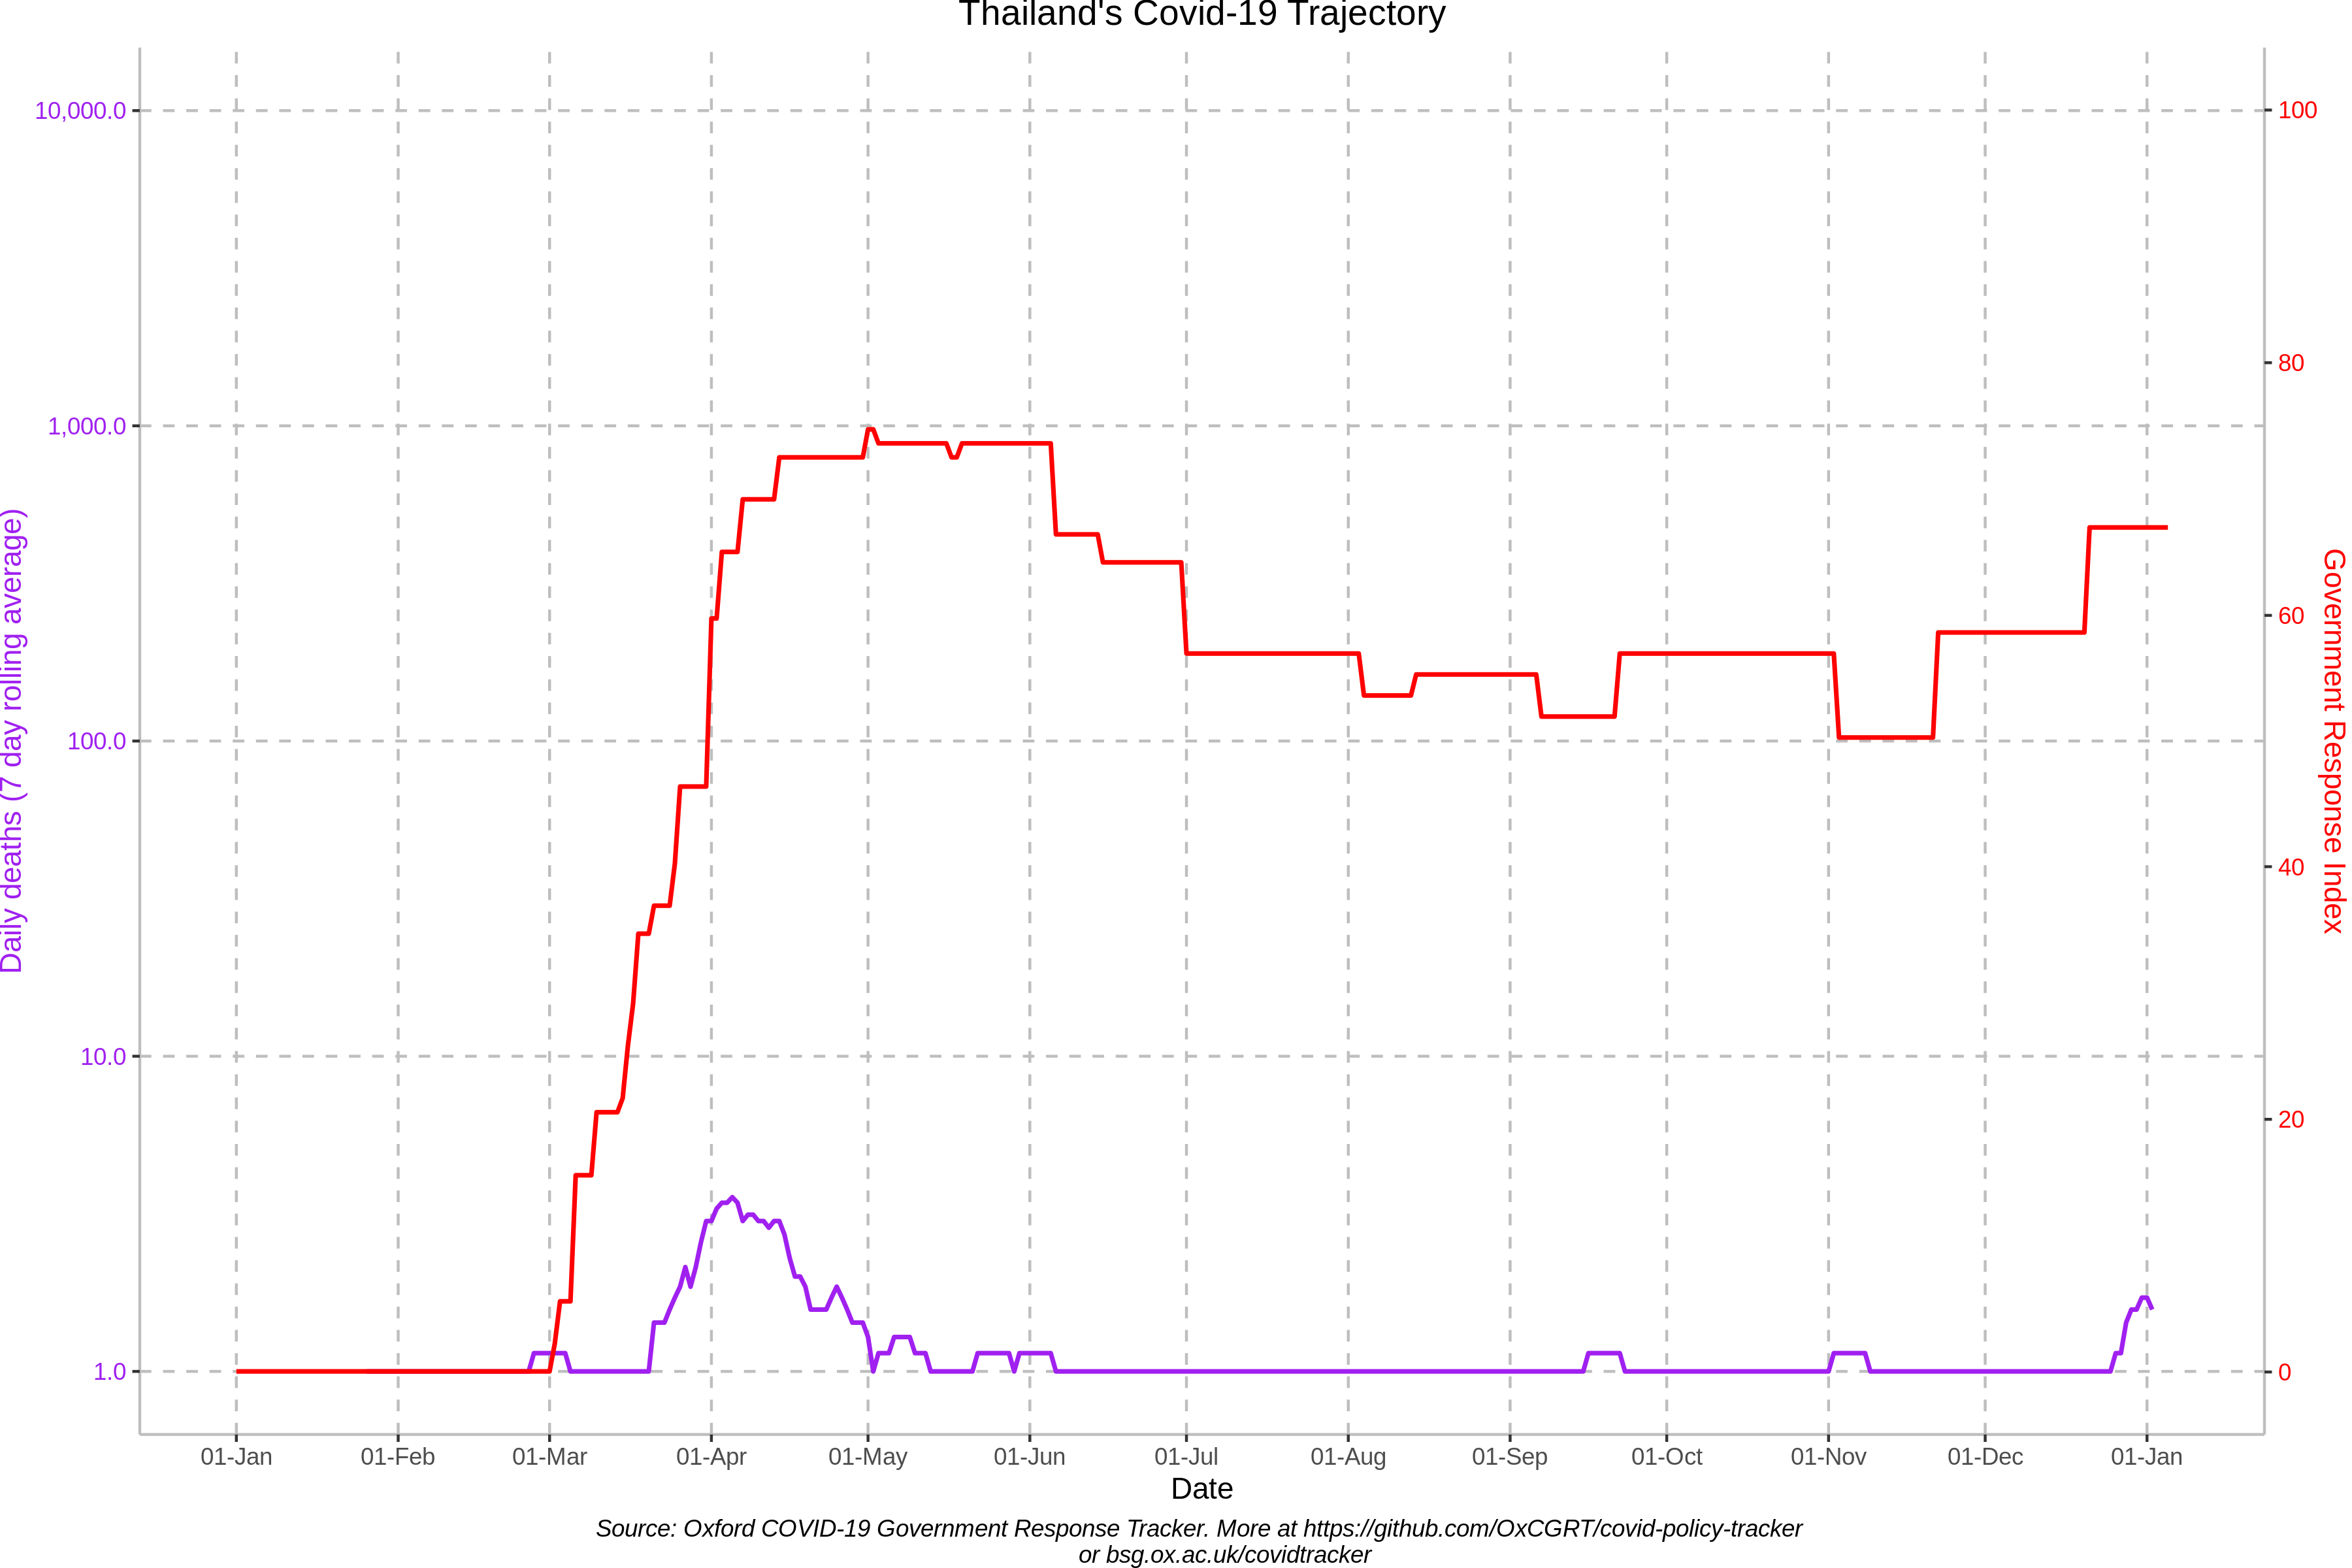 Thailand's Covid-19 Trajectory
10,000.0
1,000.0
100.0
10.0
1.0
Daily deaths (7 day rolling average)
100
80
60
40
20
0
Government Response Index
01-Jan 01-Feb 01-Mar 01-Apr 01-May 01-Jun 01-Jul 01-Aug 01-Sep 01-Oct 01-Nov 01-Dec 01-Jan
Date
Source: Oxford COVID-19 Government Response Tracker. More at https://github.com/OxCGRT/covid-policy-tracker
or bsg.ox.ac.uk/covidtracker